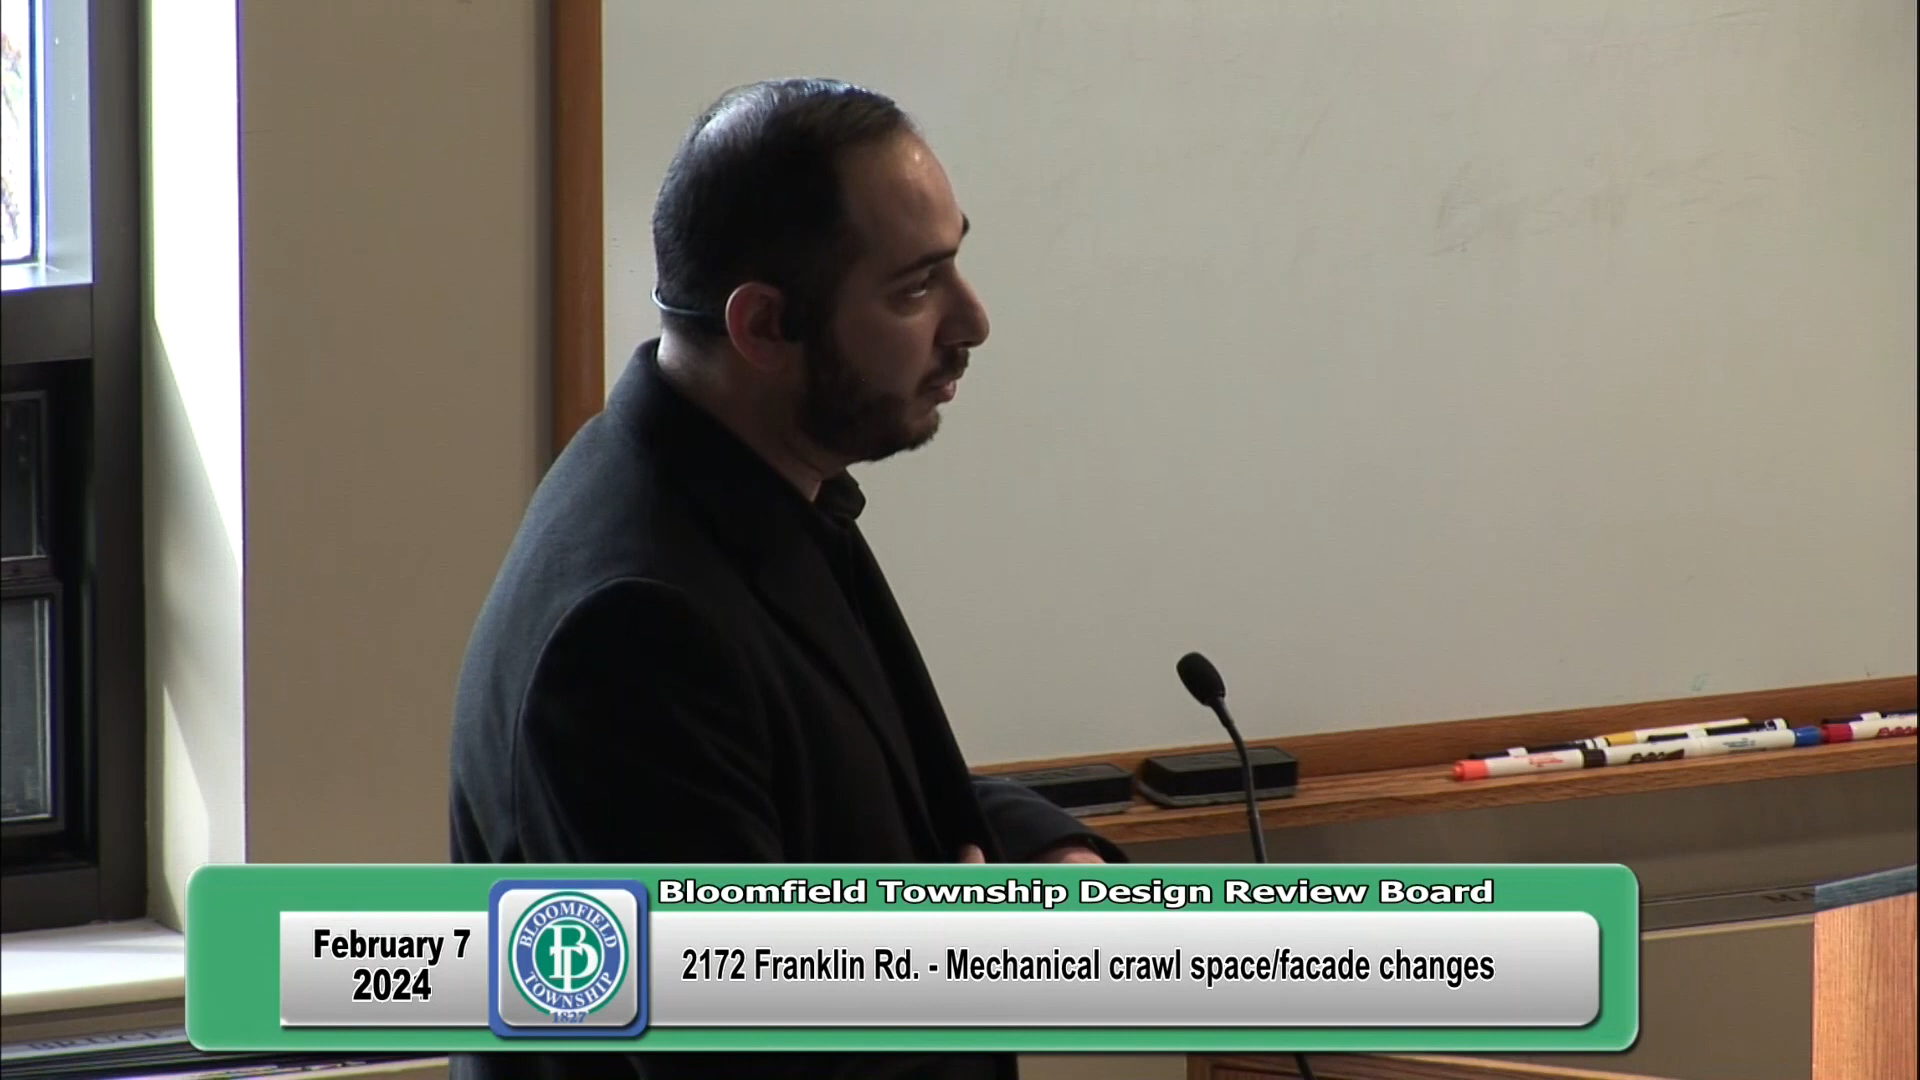 Bloomfield Township Design Review Board
February 7
2024
BLOOMFIELD
BT
TOWNSHIP
1827
2172 Franklin Rd. - Mechanical crawl space/facade changes